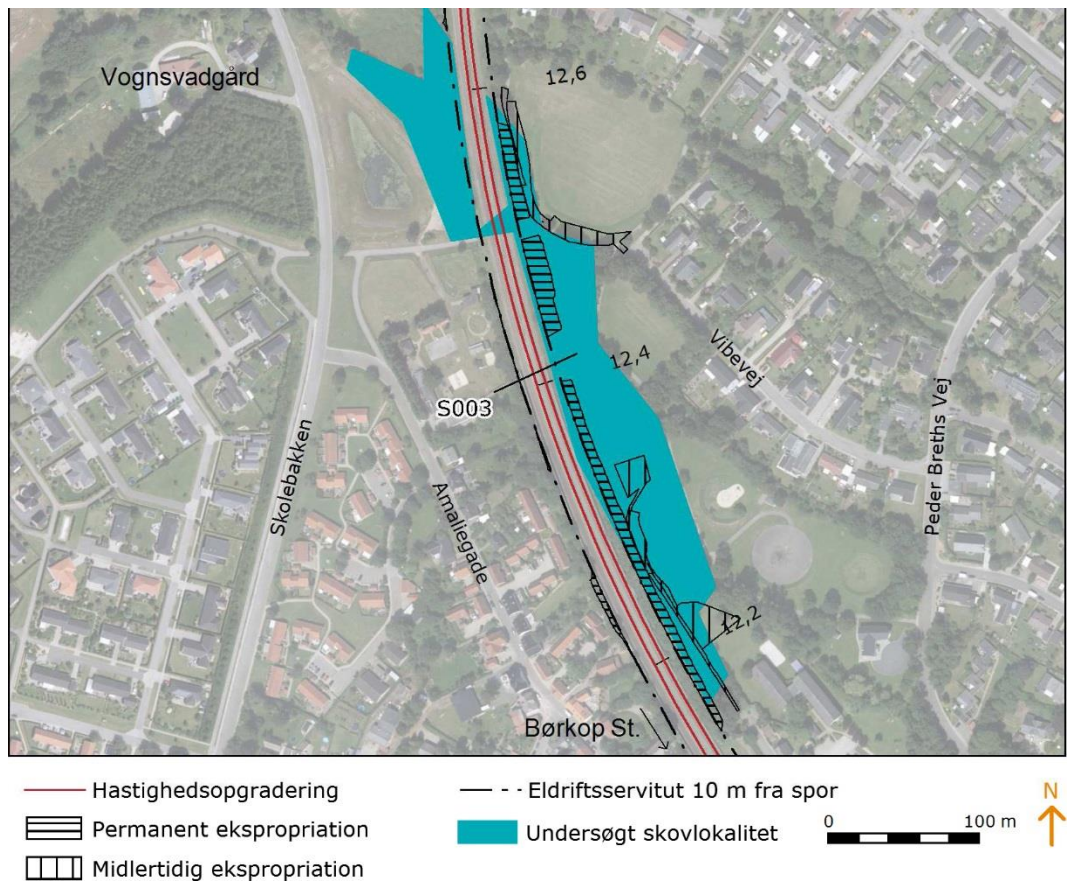 Vognsvadgård
12,6
12,4
S003
Vibevej
Peder Breths Vej
Skolebakken
Amaliegade
12,2
Børkop St.
Hastighedsopgradering
Permanent ekspropriation
Midlertidig ekspropriation
Eldriftsservitut 10 m fra spor
Undersøgt skovlokalitet
0 100 m
N